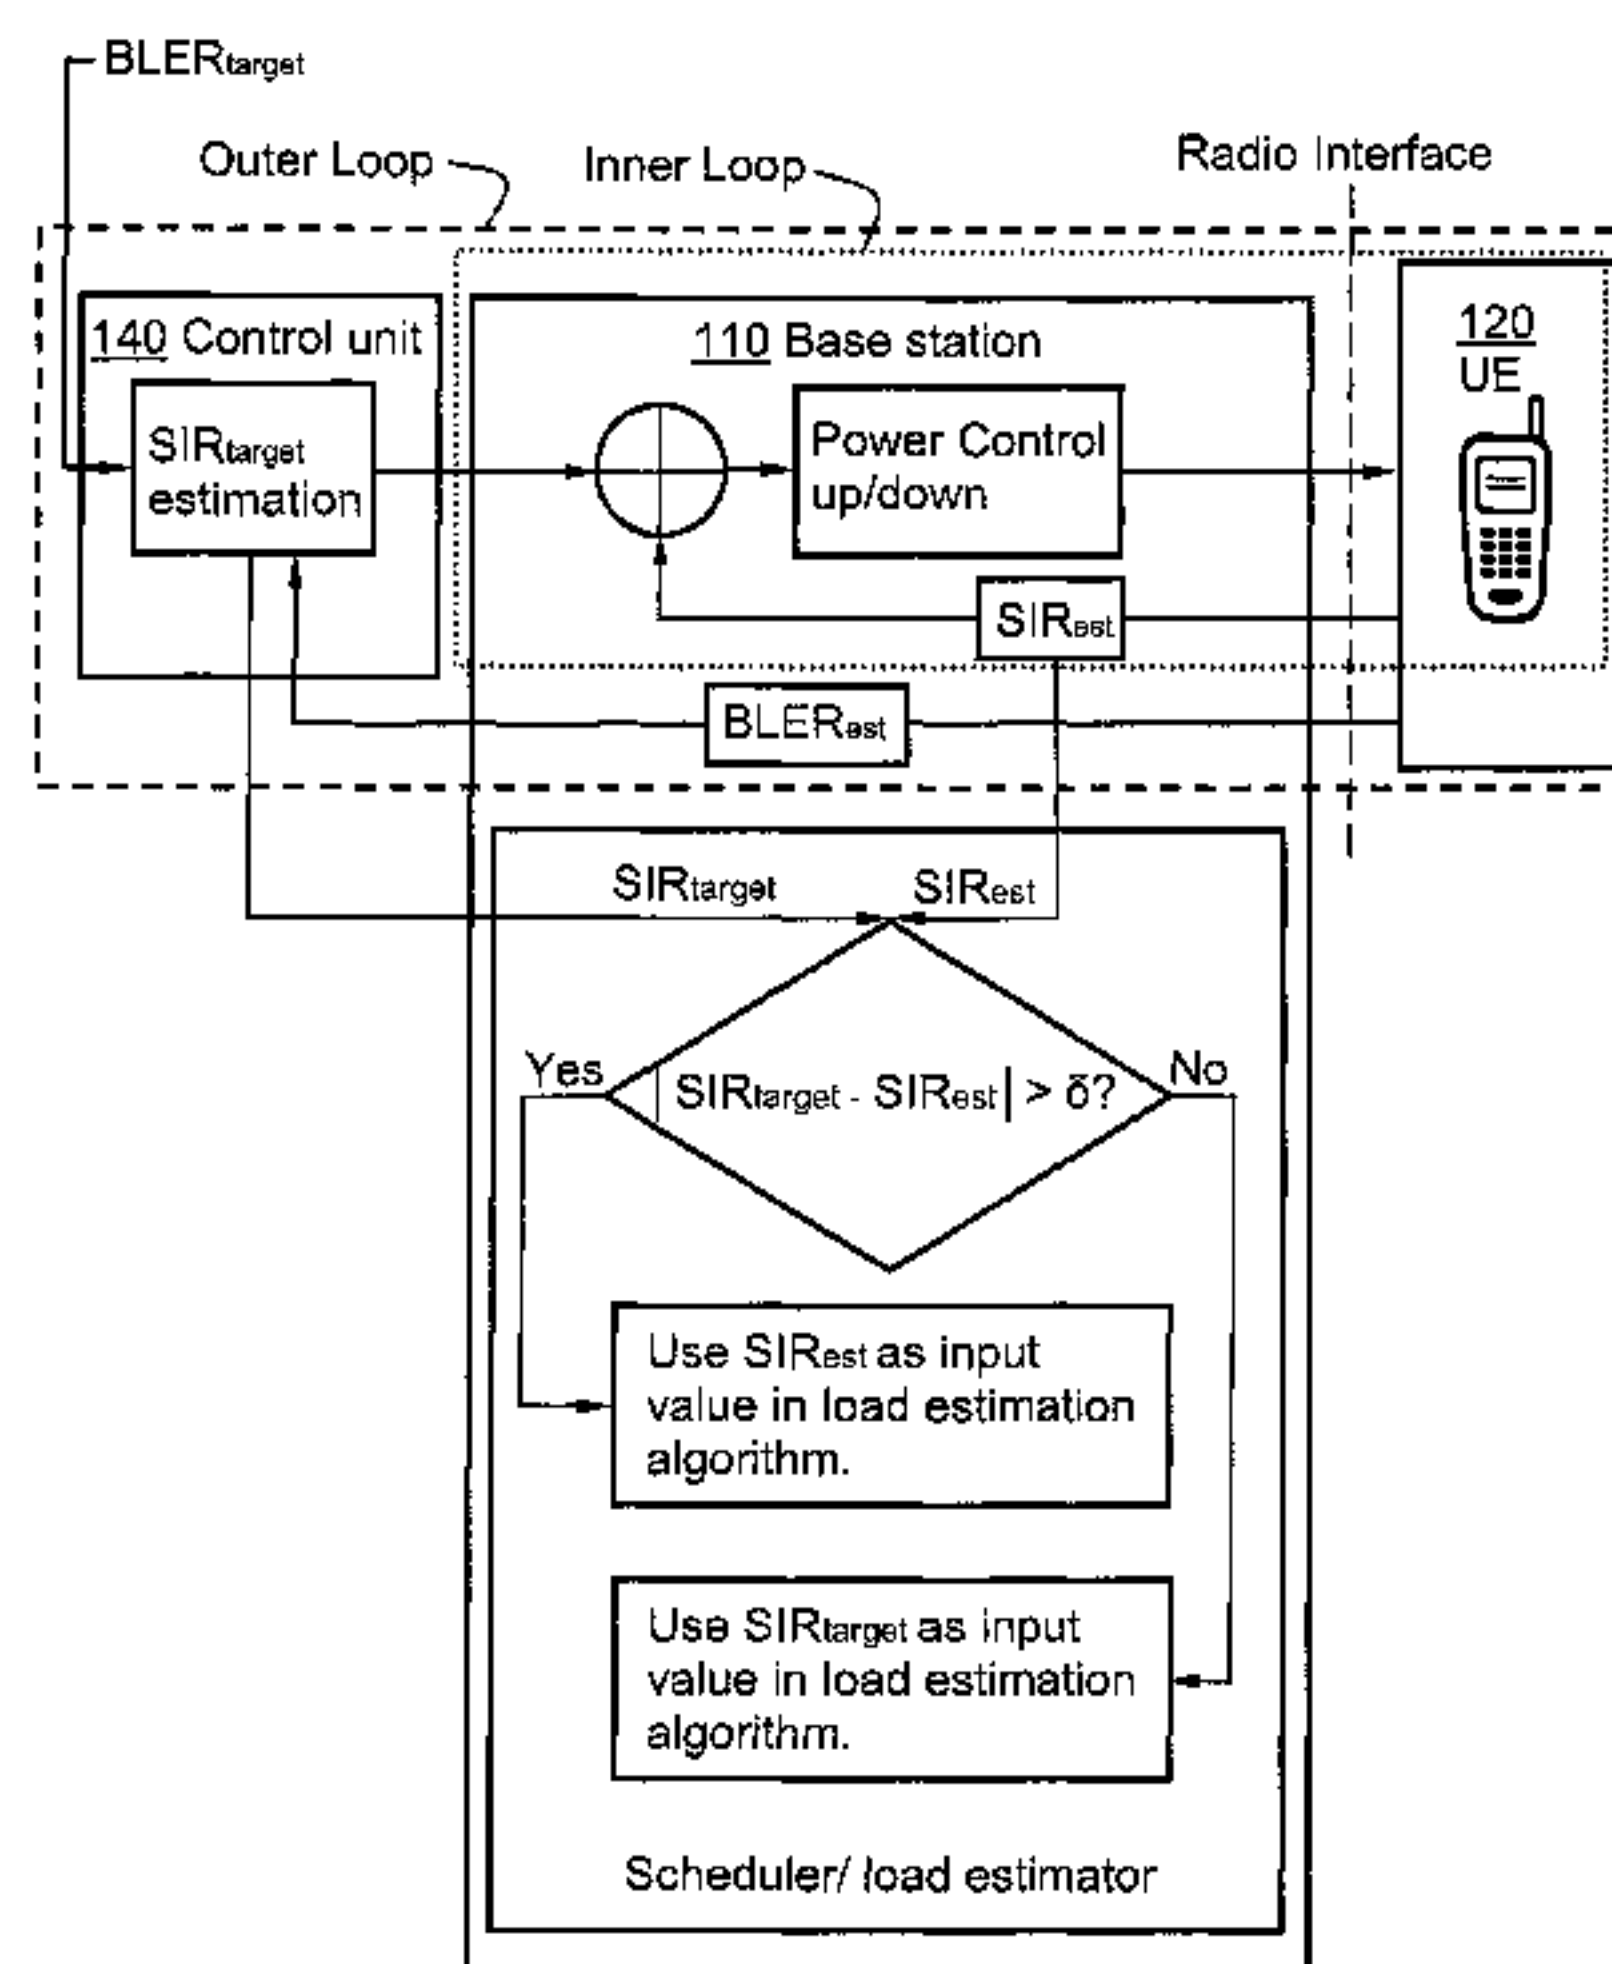 BLERtarget
Outer Loop
Inner Loop
Radio Interface
140 Control unit
110 Base station
120
UE
SIRtarget
estimation
Power Control
up/down
SIRest
BLERest
SIRtarget
SIRest
Yes
| SIRtarget - SIRest | > δ?
No
Use SIRest as input
value in load estimation
algorithm.
Use SIRtarget as input
value in load estimation
algorithm.
Scheduler/ load estimator